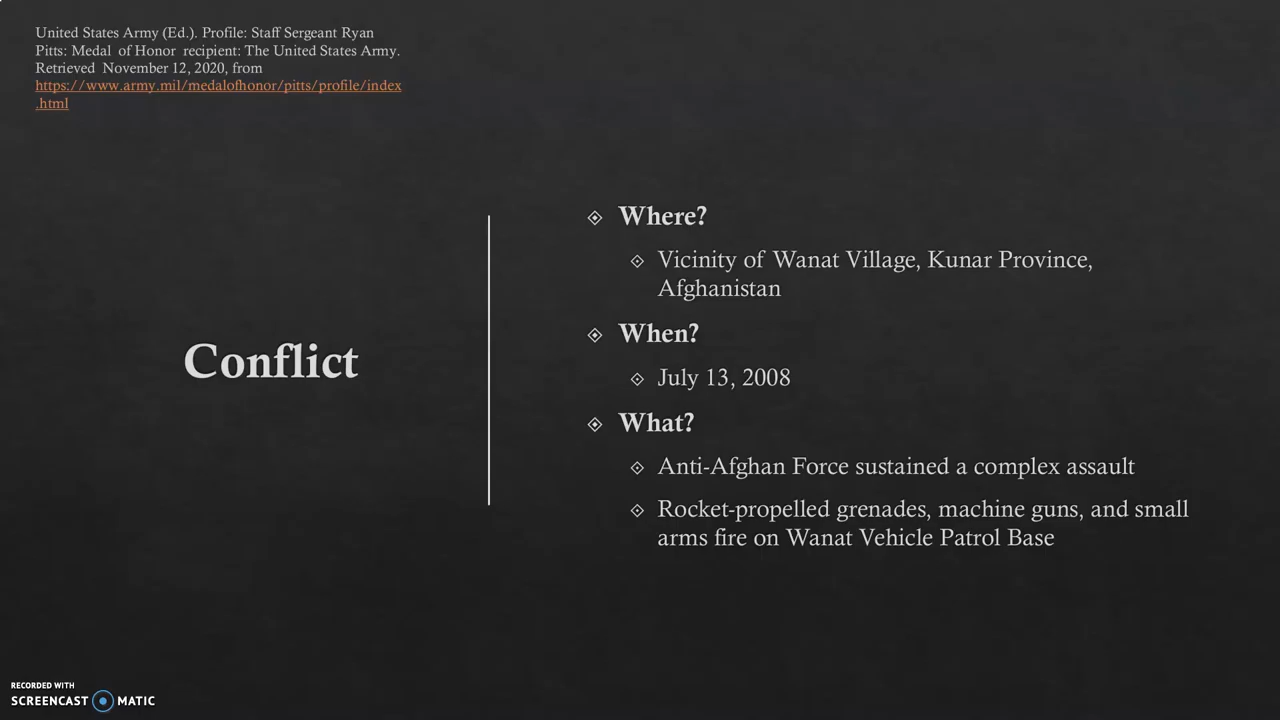 United States Army (Ed.). Profile: Staff Sergeant Ryan
Pitts: Medal of Honor recipient: The United States Army.
Retrieved November 12, 2020, from
https://www.army.mil/medalofhonor/pitts/profile/index
.html
Conflict
Where?
Vicinity of Wanat Village, Kunar Province,
Afghanistan
When?
July 13, 2008
What?
Anti-Afghan Force sustained a complex assault
Rocket-propelled grenades, machine guns, and small
arms fire on Wanat Vehicle Patrol Base
RECORDED WITH
SCREENCAST MATIC